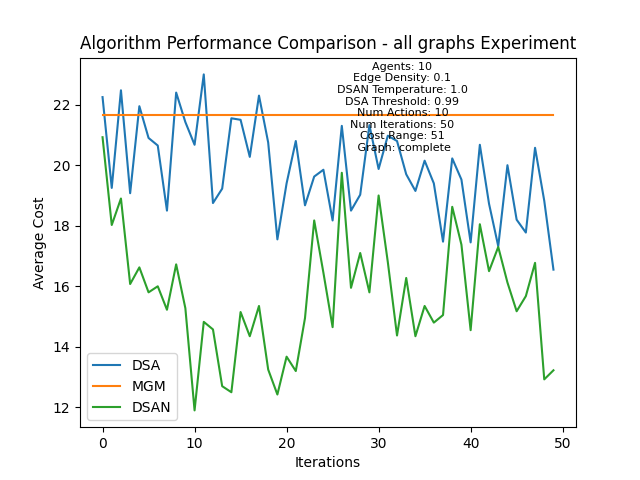 Algorithm Performance Comparison - all graphs Experiment
Agents: 10
Edge Density: 0.1
DSAN Temperature: 1.0
DSA Threshold: 0.99
Num Actions: 10
Num Iterations: 50
Cost Range: 51
Graph: complete
Average Cost
22
20
18
16
14
12
DSA
MGM
DSAN
0
10
20
30
40
50
Iterations